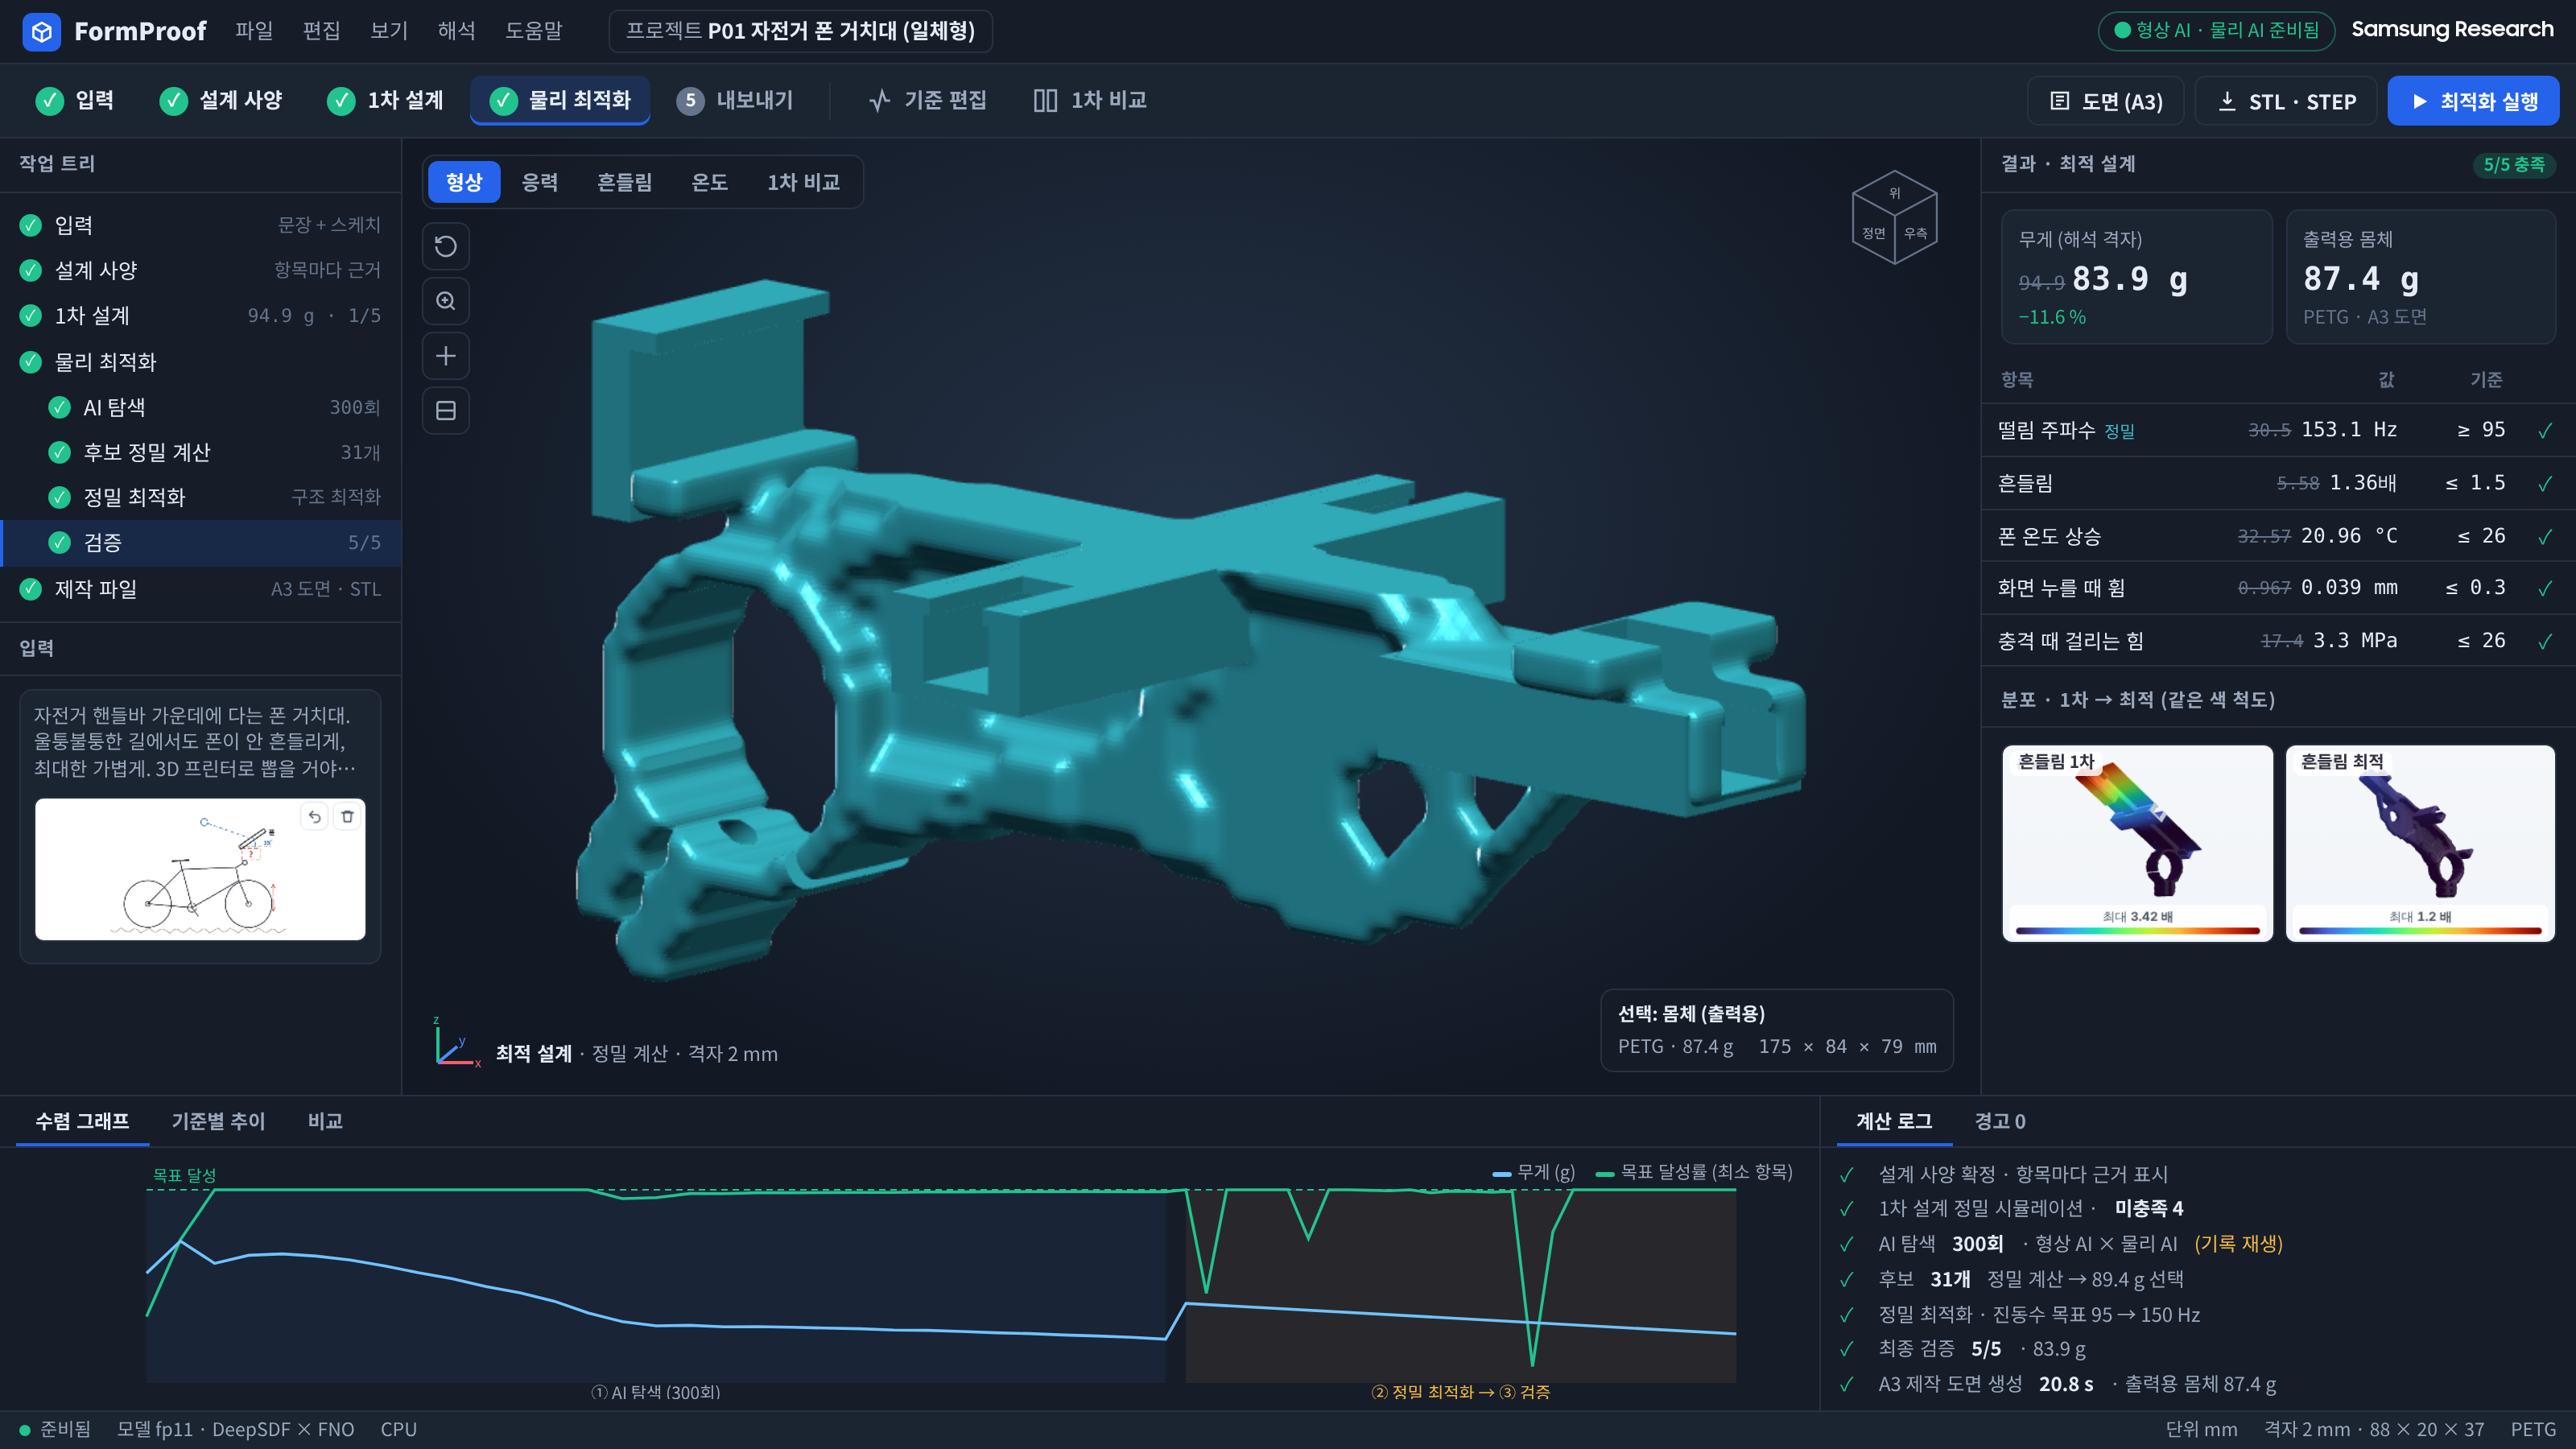 FormProof 파일 편집 보기 해석 도움말 프로젝트 P01 자전거 폰 거치대 (일체형) 형상 AI · 물리 AI 준비됨 Samsung Research
✓ 입력 ✓ 설계 사양 ✓ 1차 설계 ✓ 물리 최적화 5 내보내기 기준 편집 1차 비교 도면 (A3) STL · STEP 최적화 실행
작업 트리
입력 문장 + 스케치
설계 사양 항목마다 근거
1차 설계 94.9 g · 1/5
물리 최적화
AI 탐색 300회
후보 정밀 계산 31개
정밀 최적화 구조 최적화
검증 5/5
제작 파일 A3 도면 · STL
입력
자전거 핸들바 가운데에 다는 폰 거치대.
울퉁불퉁한 길에서도 폰이 안 흔들리게,
최대한 가볍게. 3D 프린터로 뽑을 거야…
폰
?
형상 응력 흔들림 온도 1차 비교
위
정면 우측
z
y
x
최적 설계 · 정밀 계산 · 격자 2 mm
선택: 몸체 (출력용)
PETG · 87.4 g 175 × 84 × 79 mm
결과 · 최적 설계 5/5 충족
무게 (해석 격자)
94.9 83.9 g
−11.6 %
출력용 몸체
87.4 g
PETG · A3 도면
항목 값 기준
떨림 주파수 정밀 30.5 153.1 Hz ≥ 95 ✓
흔들림 5.58 1.36배 ≤ 1.5 ✓
폰 온도 상승 32.57 20.96 °C ≤ 26 ✓
화면 누를 때 휨 0.967 0.039 mm ≤ 0.3 ✓
충격 때 걸리는 힘 17.4 3.3 MPa ≤ 26 ✓
분포 · 1차 → 최적 (같은 색 척도)
흔들림 1차
최대 3.42 배
흔들림 최적
최대 1.2 배
수렴 그래프 기준별 추이 비교
목표 달성
무게 (g) 목표 달성률 (최소 항목)
① AI 탐색 (300회)
② 정밀 최적화 → ③ 검증
계산 로그 경고 0
✓ 설계 사양 확정 · 항목마다 근거 표시
✓ 1차 설계 정밀 시뮬레이션 · 미충족 4
✓ AI 탐색 300회 · 형상 AI × 물리 AI (기록 재생)
✓ 후보 31개 정밀 계산 → 89.4 g 선택
✓ 정밀 최적화 · 진동수 목표 95 → 150 Hz
✓ 최종 검증 5/5 · 83.9 g
✓ A3 제작 도면 생성 20.8 s · 출력용 몸체 87.4 g
준비됨 모델 fp11 · DeepSDF × FNO CPU 단위 mm 격자 2 mm · 88 × 20 × 37 PETG